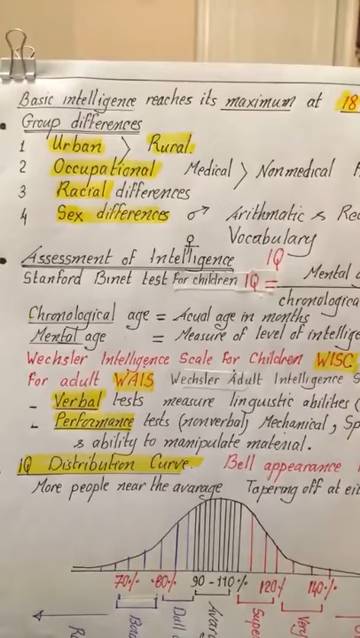 Basic intelligence reaches its maximum at 18
Group differences
1 Urban > Rural.
2 Occupational Medical > Nonmedical
3 Racial differences
4 Sex differences ♂ Arithmatic &
♀ Vocabulary
Assessment of Intelligence IQ
Stanford Binet test for children IQ = Mental
chronological
Chronological age = Acual age in months
Mental age = Measure of level of
Wechsler Intelligence Scale For Children WISC
For adult WAIS Wechsler Adult Intelligence S
- Verbal tests measure linguistic abilities (
- Performance tests (nonverbal) Mechanical, Sp
& ability to manipulate material.
IQ Distribution Curve. Bell appearance
More people near the avarage Tapering off at
70% 80% 90 - 110% 120% 140%
Dull